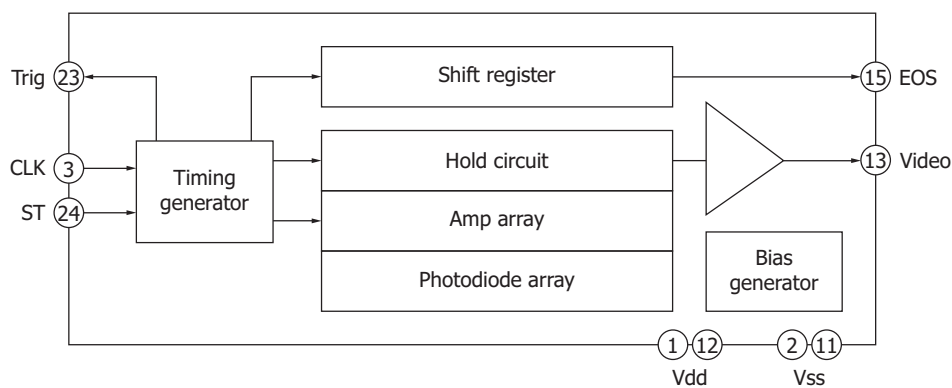 Shift register
Trig 23
15 EOS
Hold circuit
CLK 3
13 Video
Timing
generator
ST 24
Amp array
Bias
generator
Photodiode array
1 12
2 11
Vdd
Vss